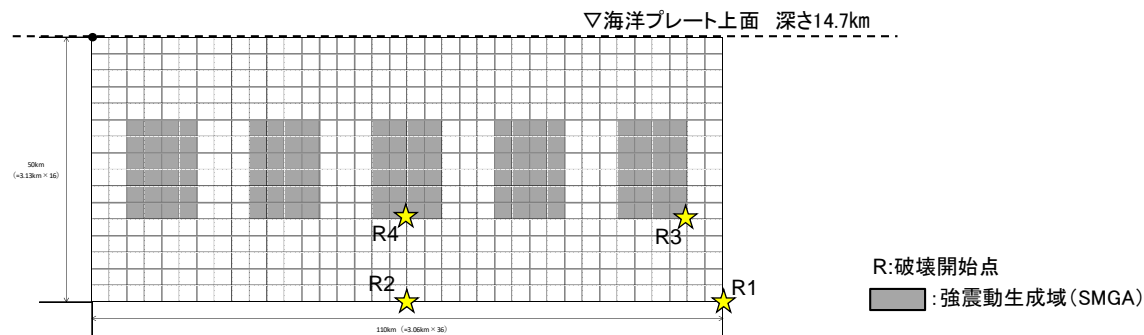 ▽海洋プレート上面 深さ14.7km
50km
(=3.13km×16)
R4
R3
R2
R1
R:破壊開始点
:強震動生成域(SMGA)
110km (=3.06km×36)